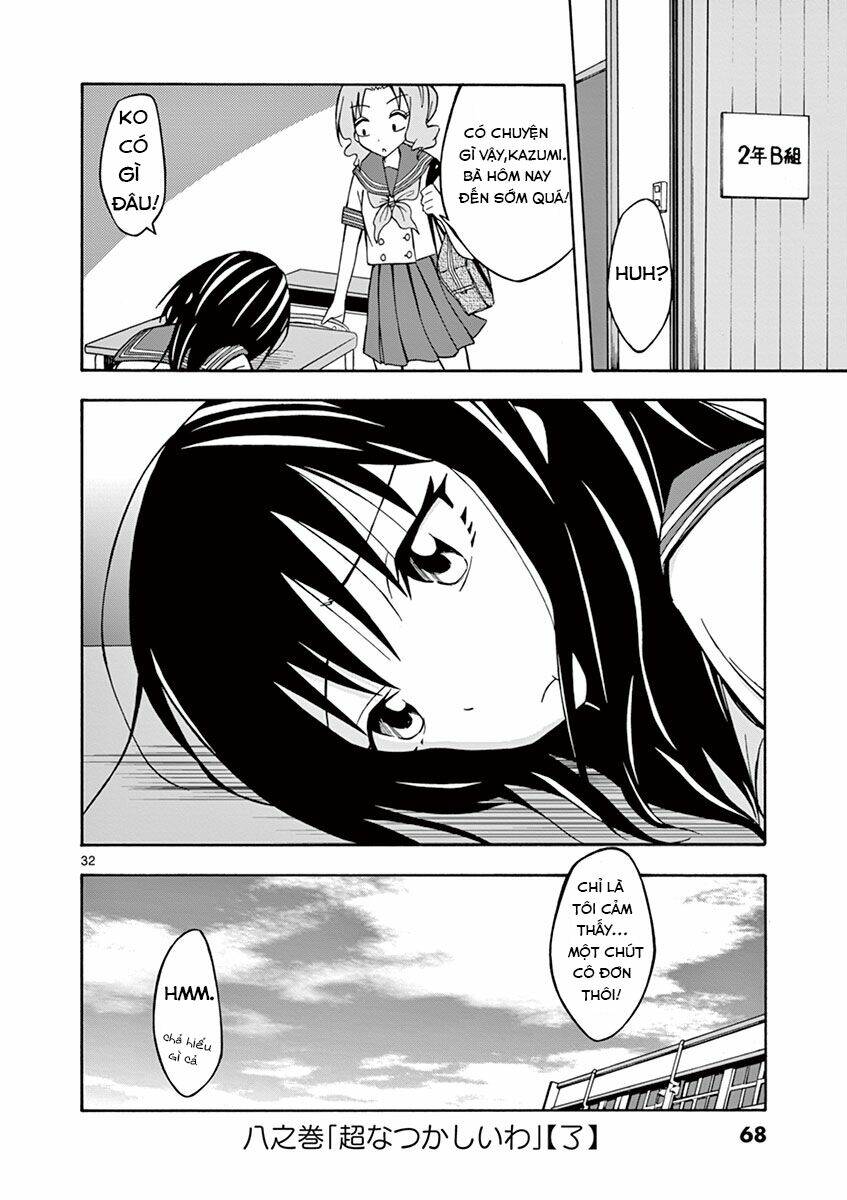 2年B組
HUH?
CÓ CHUYỆN
GÌ VẬY,KAZUMI.
BÀ HÔM NAY
ĐẾN SỚM QUÁ!
KO
CÓ
GÌ
ĐÂU!
32
CHỈ LÀ
TÔI CẢM
THẤY...
MỘT CHÚT
CÔ ĐƠN
THÔI!
HMM.
chả hiểu
gì cả
八之巻「超なつかしいわ」【了】
68